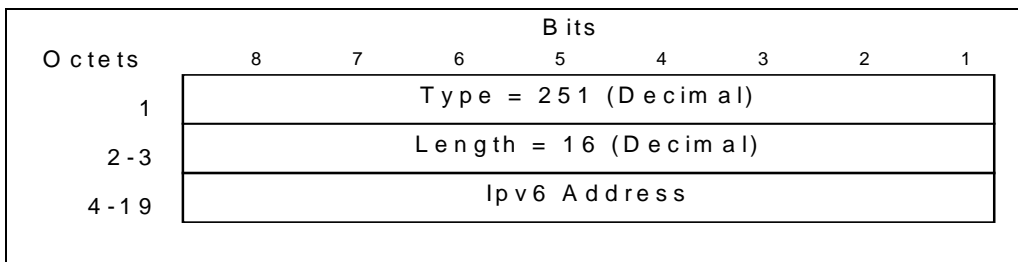 Bits
Octets 8 7 6 5 4 3 2 1
1 Type = 251 (Decimal)
2-3 Length = 16 (Decimal)
4-19 Ipv6 Address